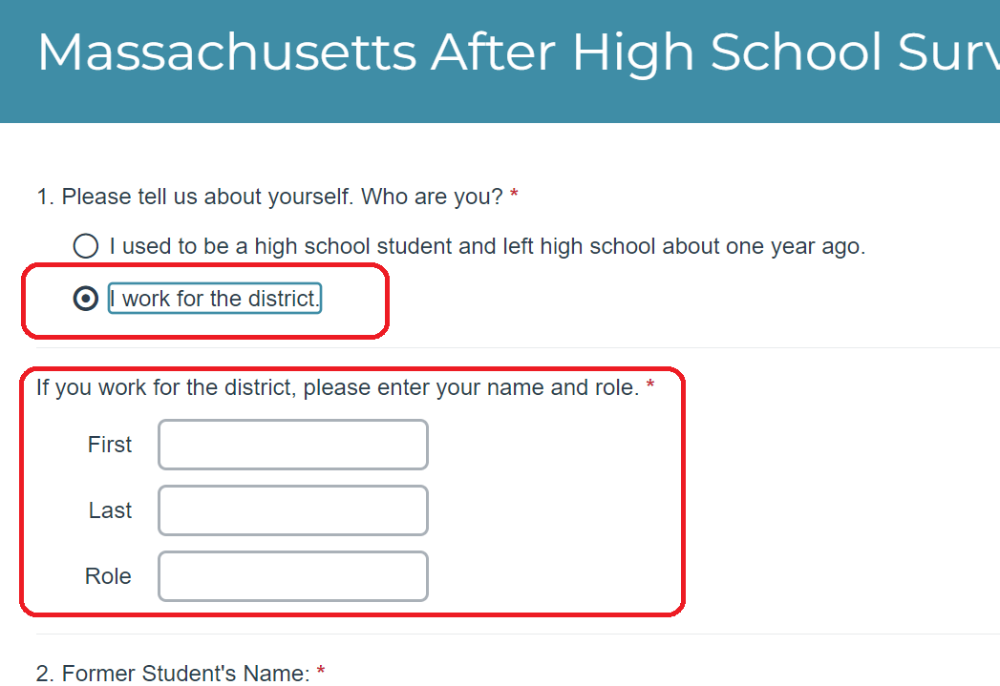 Massachusetts After High School Surv
1. Please tell us about yourself. Who are you? *
I used to be a high school student and left high school about one year ago.
I work for the district.
If you work for the district, please enter your name and role. *
First
Last
Role
2. Former Student's Name: *